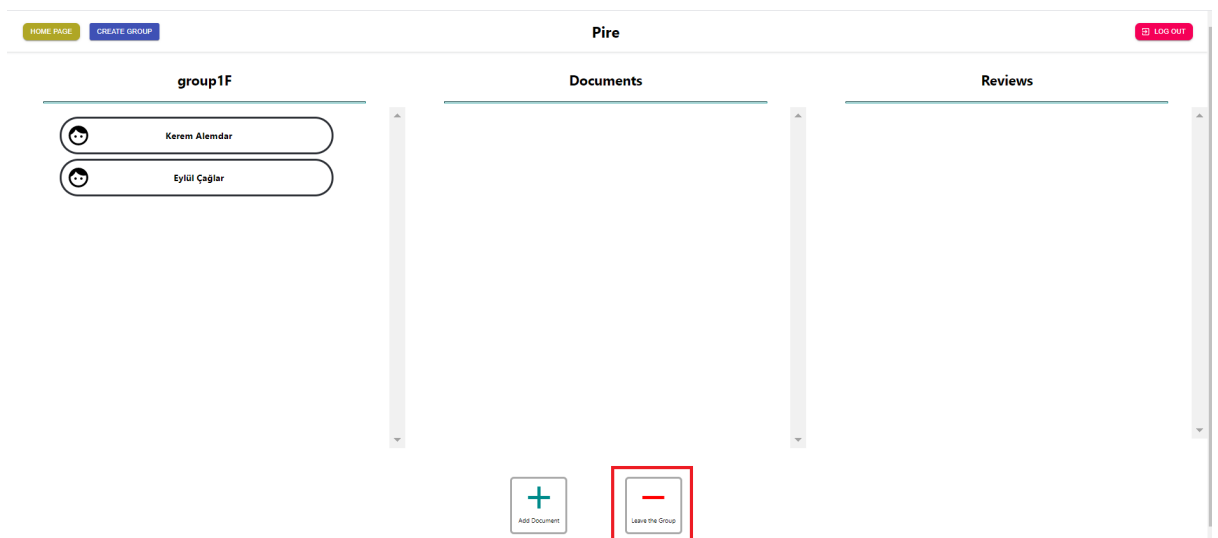 HOME PAGE
CREATE GROUP
Pire
LOG OUT
group1F
Documents
Reviews
Kerem Alemdar
Eylül Çağlar
Add Document
Leave the Group